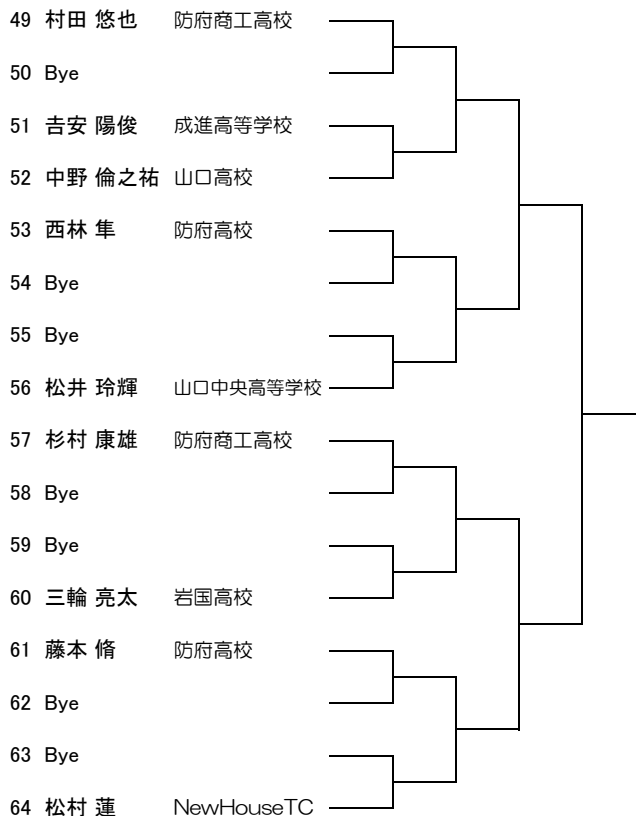 49 村田 悠也 防府商工高校
50 Bye
51 吉安 陽俊 成進高等学校
52 中野 倫之祐 山口高校
53 西林 隼 防府高校
54 Bye
55 Bye
56 松井 玲輝 山口中央高等学校
57 杉村 康雄 防府商工高校
58 Bye
59 Bye
60 三輪 亮太 岩国高校
61 藤本 脩 防府高校
62 Bye
63 Bye
64 松村 蓮 NewHouseTC